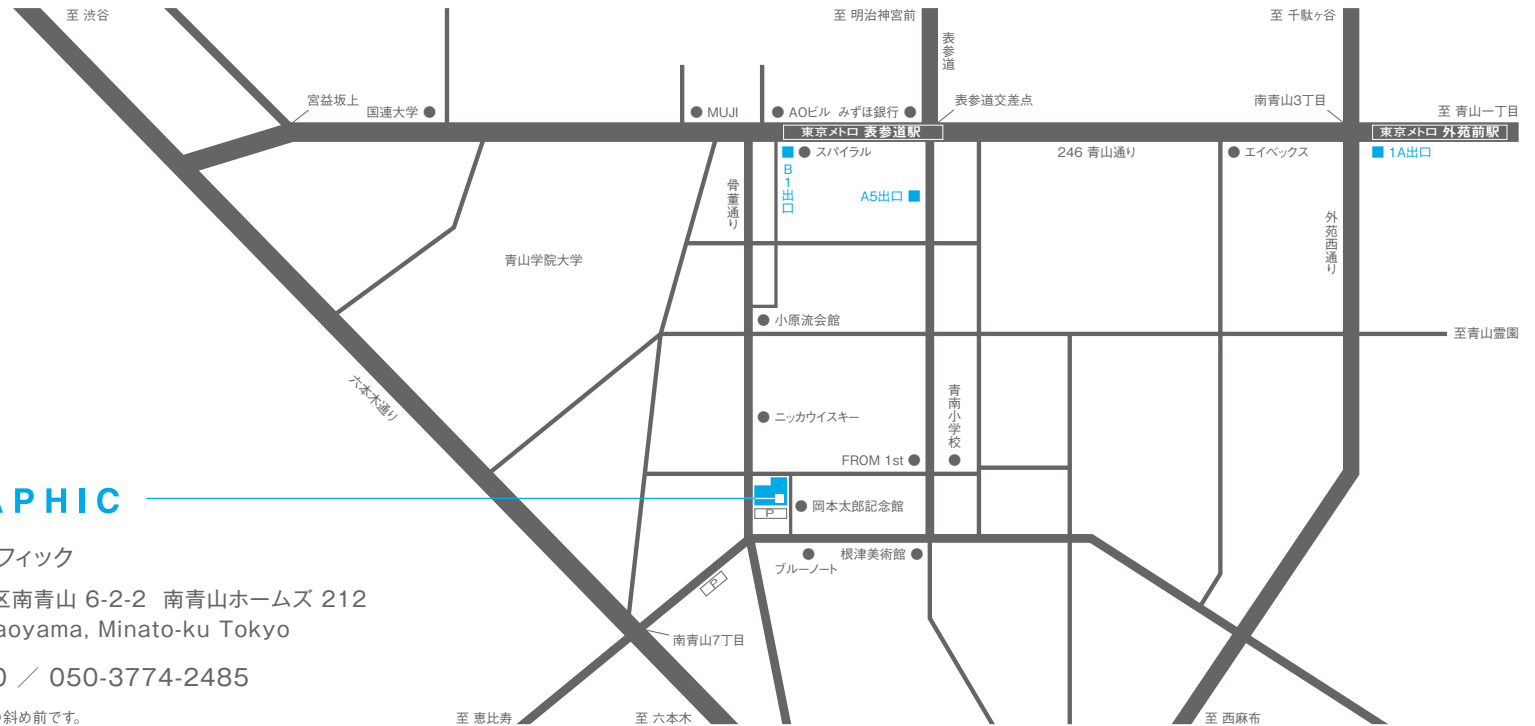 至 渋谷
至 明治神宮前
至 千駄ヶ谷
表参道
宮益坂上
国連大学
MUJI
AOビル
みずほ銀行
表参道交差点
南青山3丁目
至 青山一丁目
東京メトロ 表参道駅
東京メトロ 外苑前駅
スパイラル
246 青山通り
エイベックス
1A出口
B1出口
A5出口
骨董通り
外苑西通り
青山学院大学
小原流会館
至青山霊園
六本木通り
ニッカウイスキー
青南小学校
FROM 1st
APHIC
岡本太郎記念館
P
フィック
ブルーノート
根津美術館
P
区南青山 6-2-2 南青山ホームズ 212
aoyama, Minato-ku Tokyo
南青山7丁目
0 ／ 050-3774-2485
の斜め前です。
至 恵比寿
至 六本木
至 西麻布